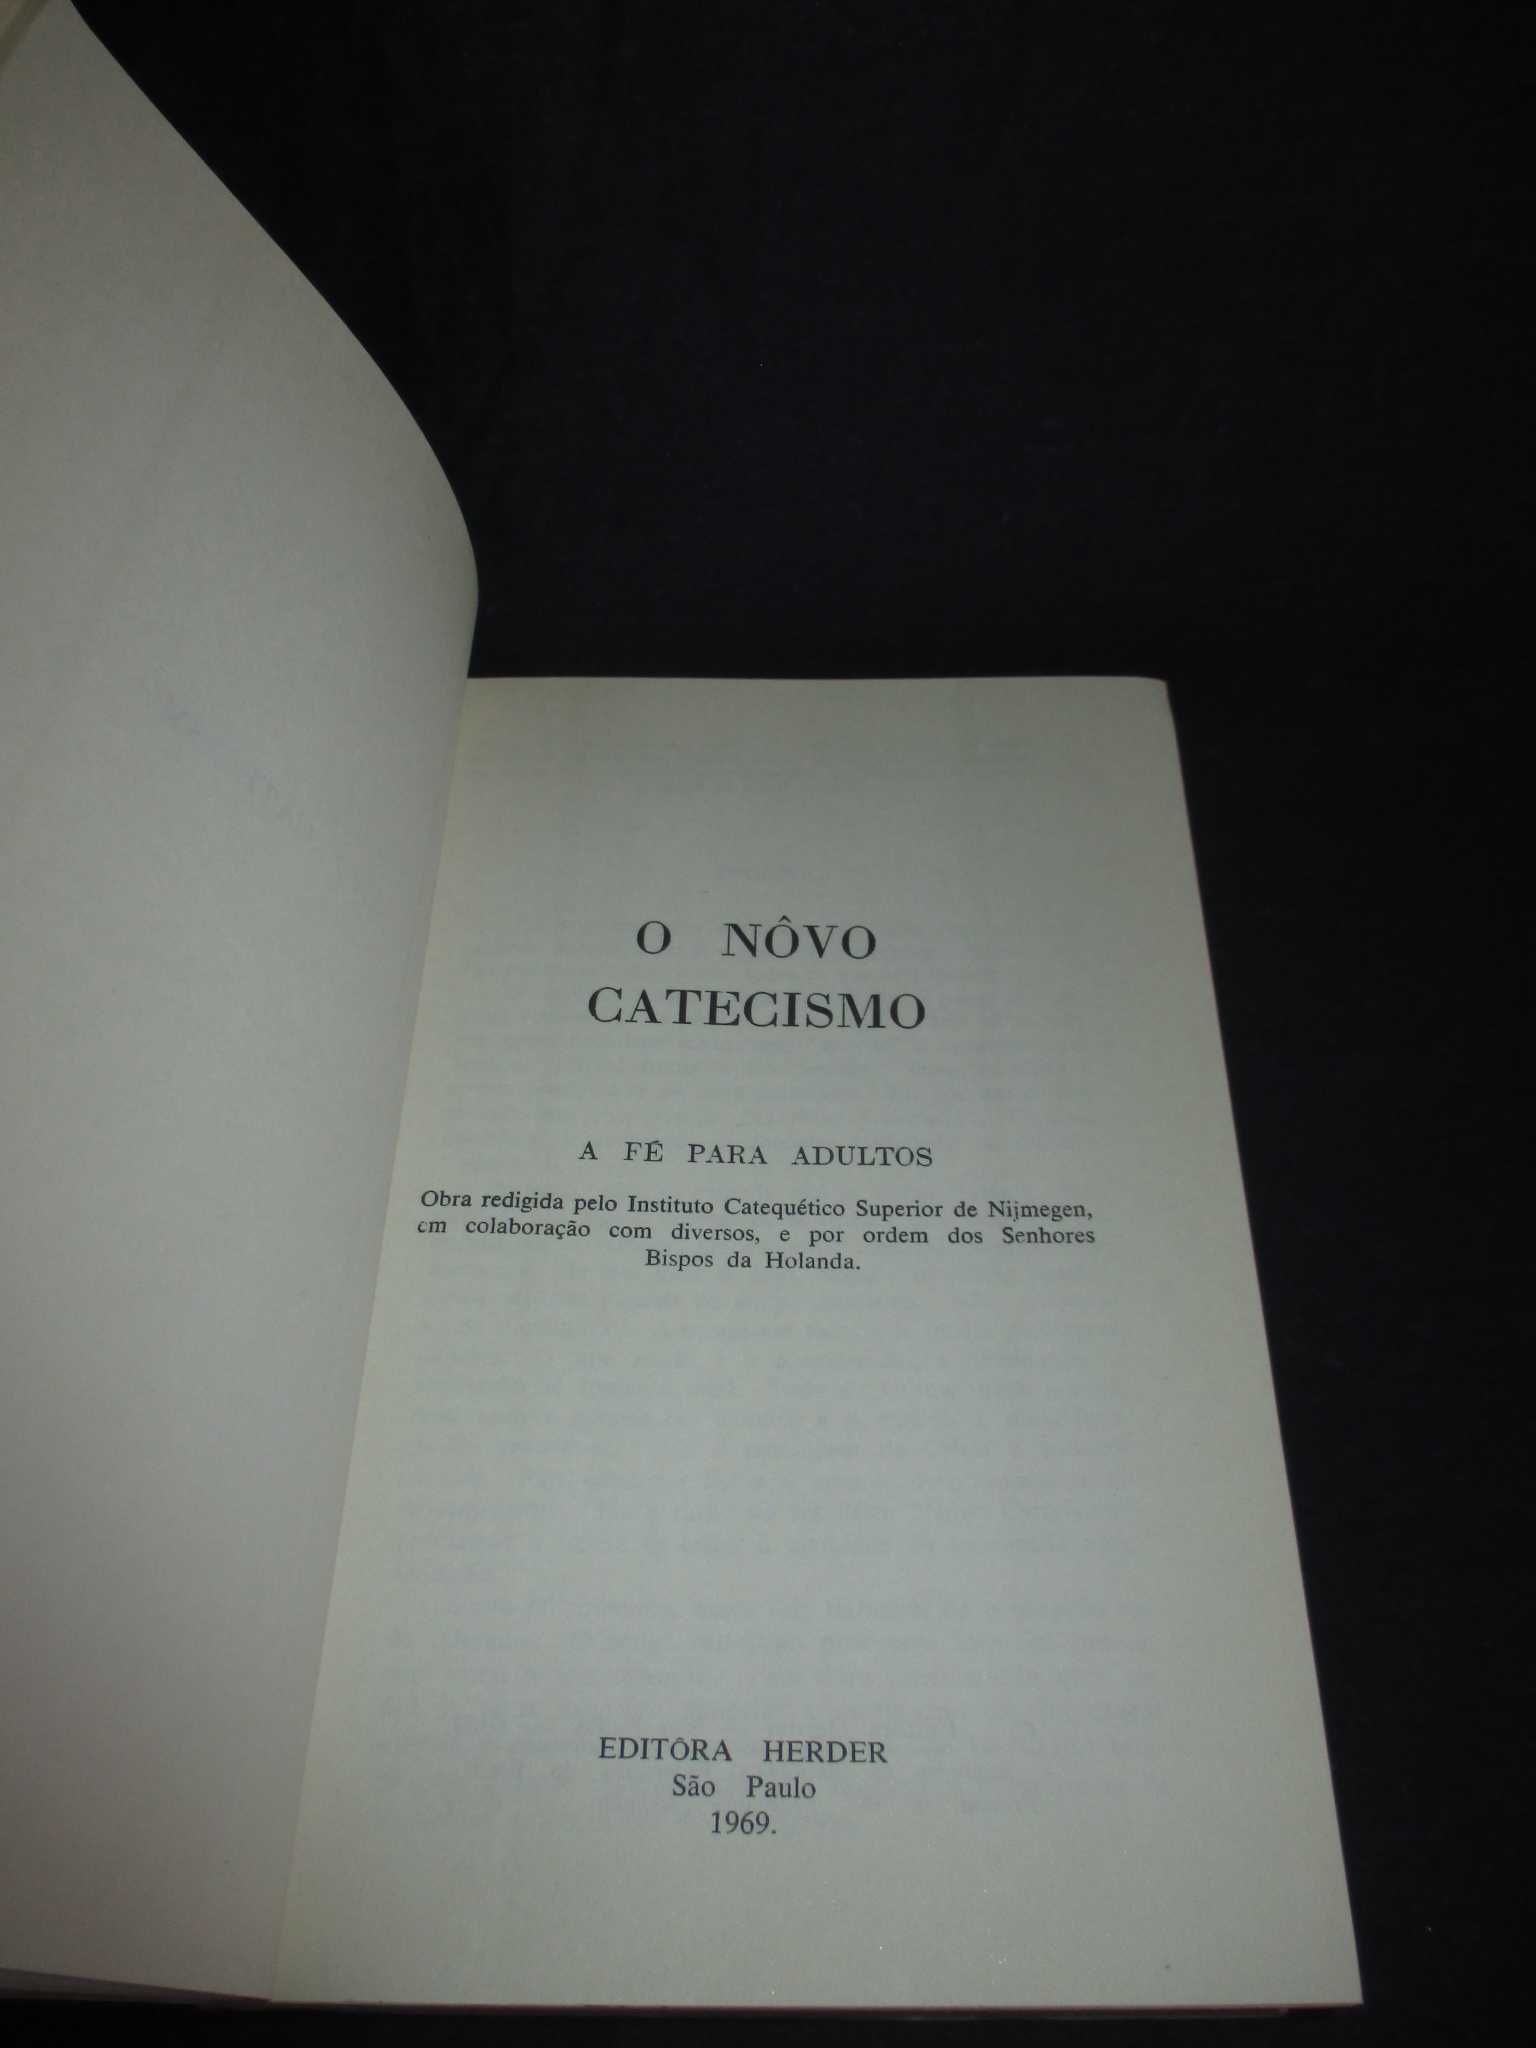 O NÔVO
CATECISMO
A FÉ PARA ADULTOS
Obra redigida pelo Instituto Catequético Superior de Nijmegen,
em colaboração com diversos, e por ordem dos Senhores
Bispos da Holanda.
EDITÔRA HERDER
São Paulo
1969.